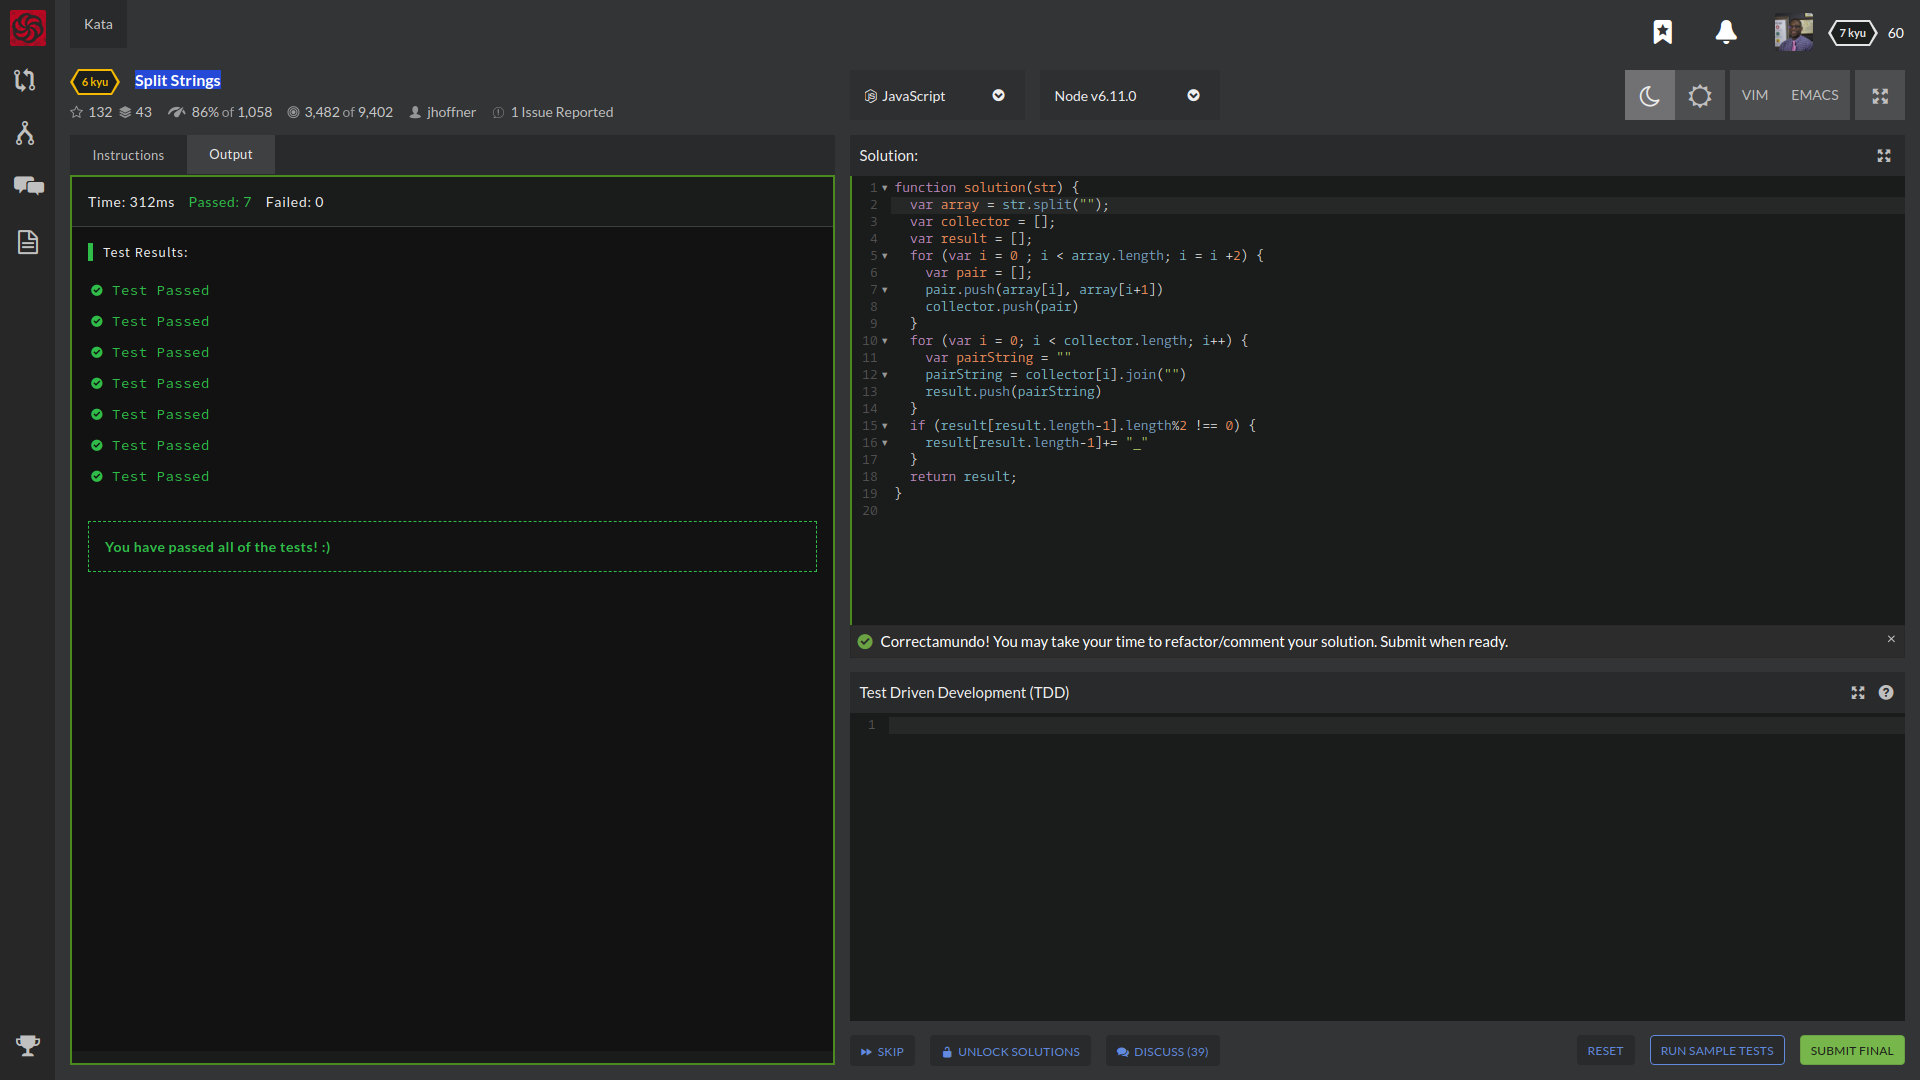 Kata
7 kyu 60
6 kyu Split Strings
132 43 86% of 1,058 3,482 of 9,402 jhoffner 1 Issue Reported
JavaScript
Node v6.11.0
VIM EMACS
Instructions Output
Time: 312ms Passed: 7 Failed: 0
Test Results:
Test Passed
Test Passed
Test Passed
Test Passed
Test Passed
Test Passed
Test Passed
You have passed all of the tests! :)
Solution:
1 function solution(str) {
2 var array = str.split("");
3 var collector = [];
4 var result = [];
5 for (var i = 0 ; i < array.length; i = i +2) {
6 var pair = [];
7 pair.push(array[i], array[i+1])
8 collector.push(pair)
9 }
10 for (var i = 0; i < collector.length; i++) {
11 var pairString = ""
12 pairString = collector[i].join("")
13 result.push(pairString)
14 }
15 if (result[result.length-1].length%2 !== 0) {
16 result[result.length-1]+= "_"
17 }
18 return result;
19 }
20
Correctamundo! You may take your time to refactor/comment your solution. Submit when ready.
×
Test Driven Development (TDD)
?
1
SKIP UNLOCK SOLUTIONS DISCUSS (39)
RESET RUN SAMPLE TESTS SUBMIT FINAL